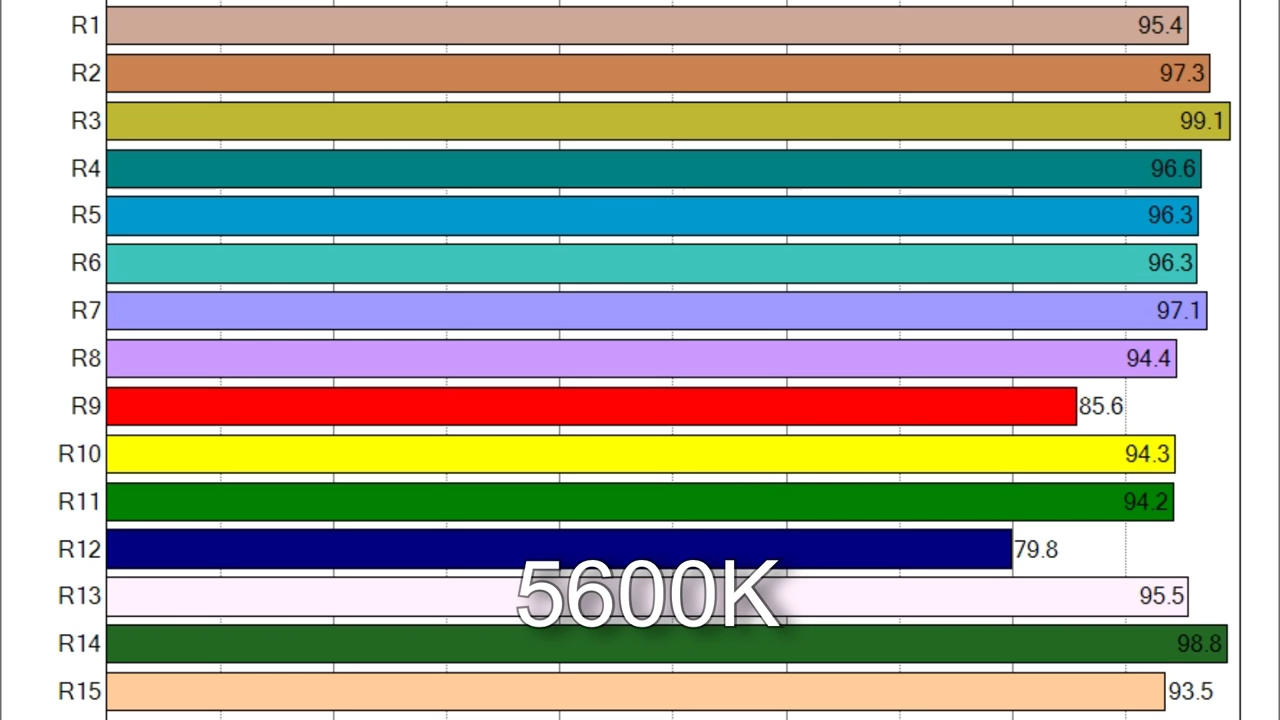 R1 95.4
R2 97.3
R3 99.1
R4 96.6
R5 96.3
R6 96.3
R7 97.1
R8 94.4
R9 85.6
R10 94.3
R11 94.2
R12 79.8
5600K
R13 95.5
R14 98.8
R15 93.5